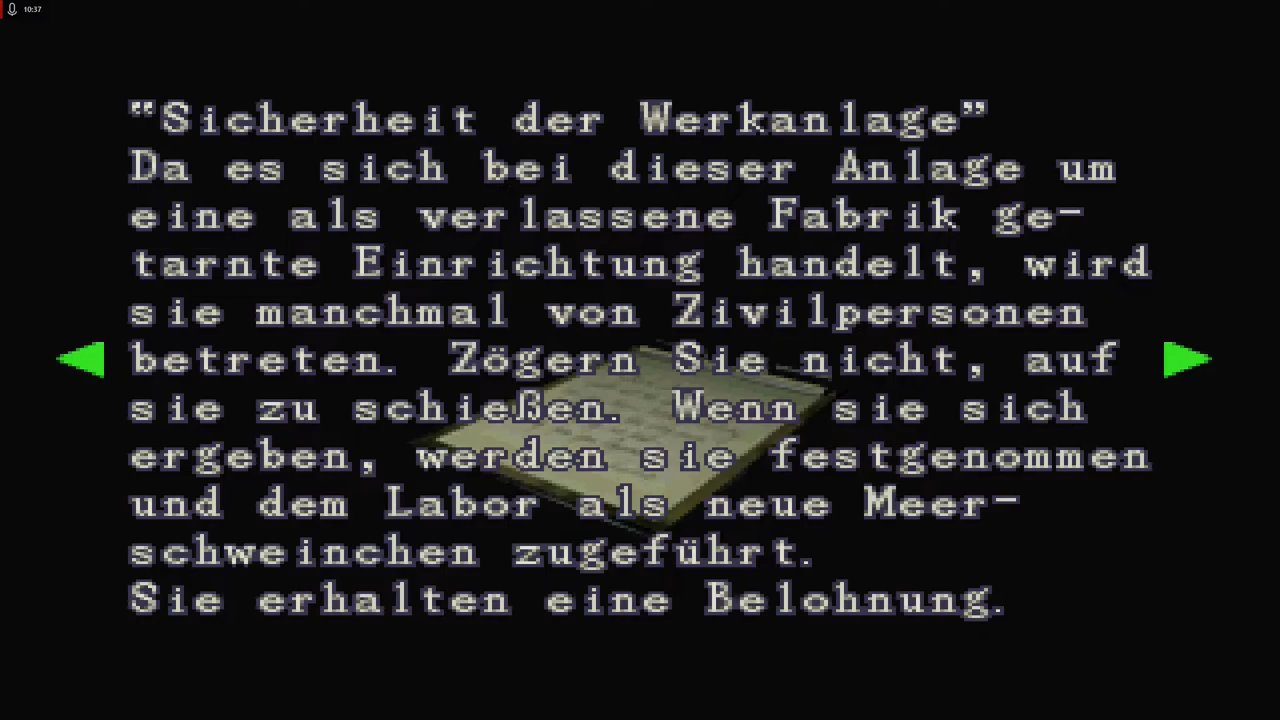 10:37
"Sicherheit der Werkanlage”
Da es sich bei dieser Anlage um
eine als verlassene Fabrik ge-
tarnte Einrichtung handelt, wird
sie manchmal von Zivilpersonen
betreten. Zögern Sie nicht, auf
sie zu schießen. Wenn sie sich
ergeben, werden sie festgenommen
und dem Labor als neue Meer-
schweinchen zugeführt.
Sie erhalten eine Belohnung.